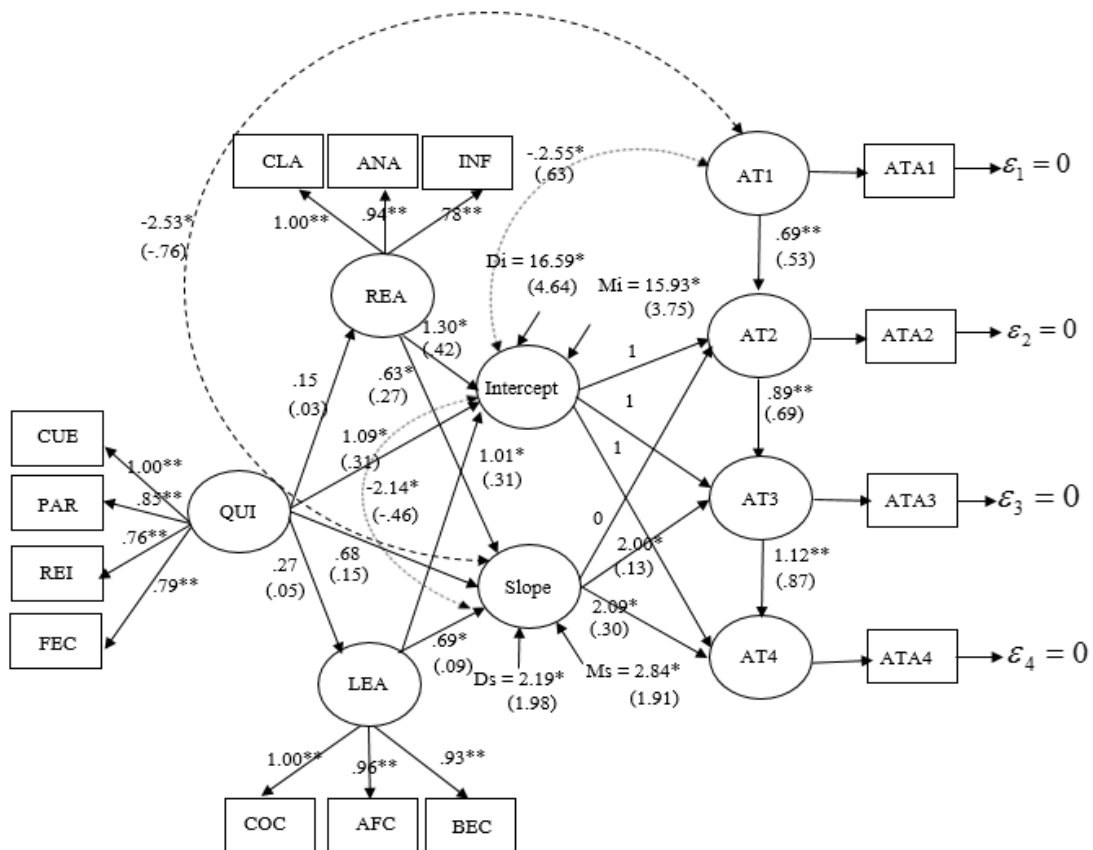 CLA
ANA
INF
1.00**
.94**
.78**
-2.53*
(-.76)
-.2.55*
(,63)
AT1
ATA1
ε1 = 0
.69**
(.53)
REA
Di = 16.59*
(4.64)
Mi = 15.93*
(3.75)
AT2
ATA2
ε2 = 0
1.30*
(.42)
.63*
(.27)
Intercept
1
1
1
0
.89**
(.69)
.15
(.03)
1.09*
(.31)
1.01*
(.31)
-2.14*
(-.46)
CUE
PAR
REI
FEC
1.00**
.85**
.76**
.79**
QUI
AT3
ATA3
ε3 = 0
2.00*
(.13)
1.12**
(.87)
.27
(.05)
.68
(.15)
Slope
2.09*
(.30)
.69*
(.09)
Ds = 2.19*
(1.98)
Ms = 2.84*
(1.91)
AT4
ATA4
ε4 = 0
LEA
1.00**
.96**
.93**
COC
AFC
BEC